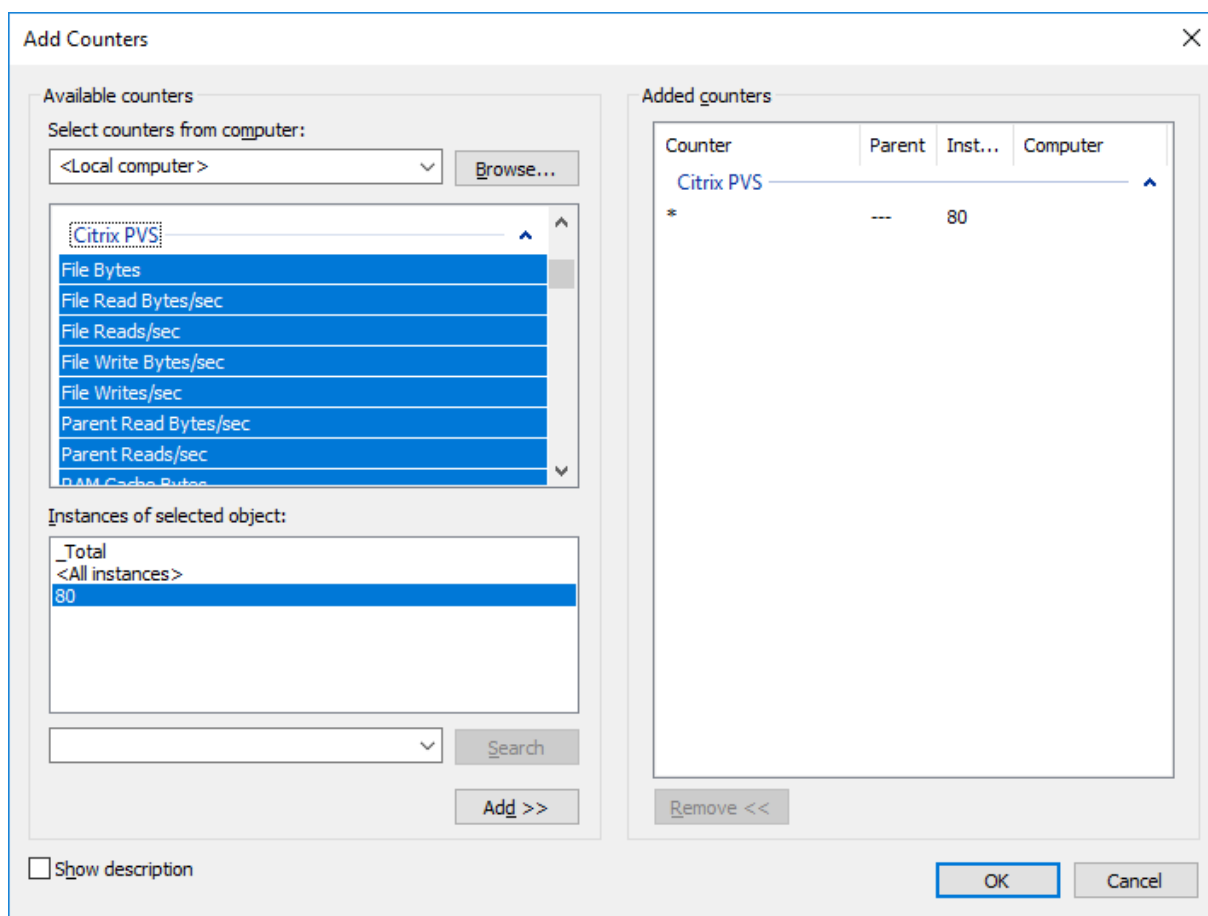 Add Counters
Available counters
Select counters from computer:
<Local computer>
Browse...
Citrix PVS
File Bytes
File Read Bytes/sec
File Reads/sec
File Write Bytes/sec
File Writes/sec
Parent Read Bytes/sec
Parent Reads/sec
RAM Cache Bytes
Instances of selected object:
_Total
<All instances>
80
Search
Add >>
Show description
Added counters
Counter Parent Inst... Computer
Citrix PVS
* --- 80
Remove <<
OK Cancel